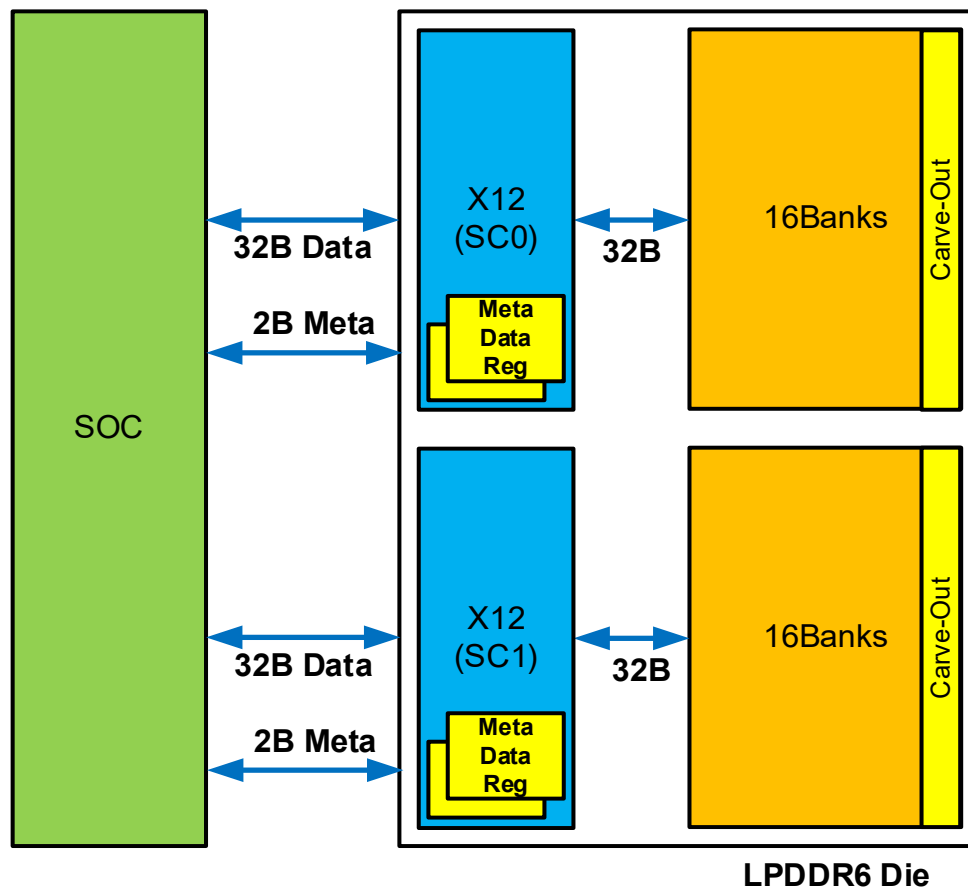 SOC
32B Data
2B Meta
X12
(SC0)
Meta
Data
Reg
32B
16Banks
Carve-Out
32B Data
2B Meta
X12
(SC1)
Meta
Data
Reg
32B
16Banks
Carve-Out
LPDDR6 Die